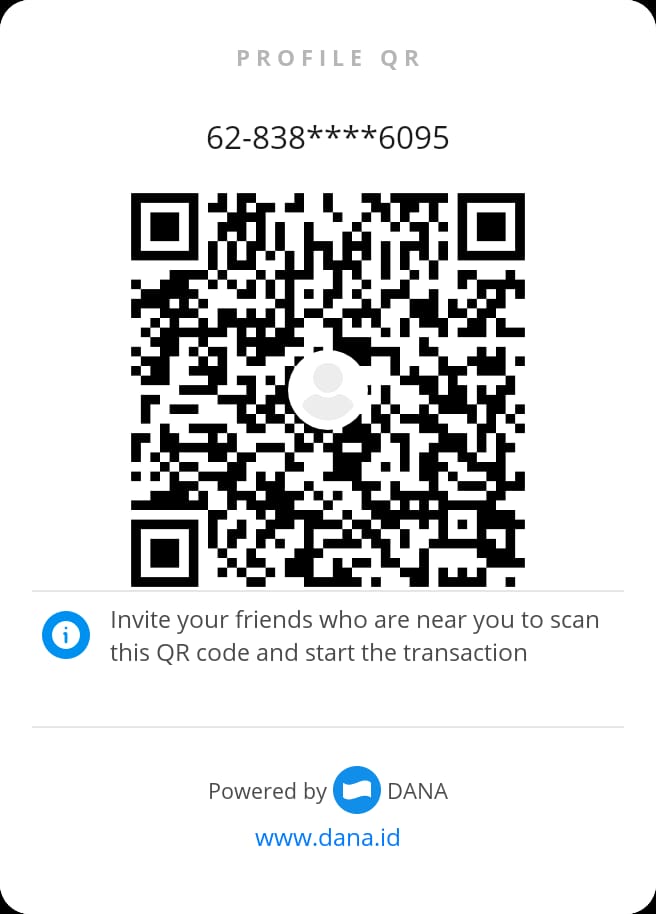 PROFILE QR
62-838****6095
Invite your friends who are near you to scan
this QR code and start the transaction
Powered by DANA
www.dana.id